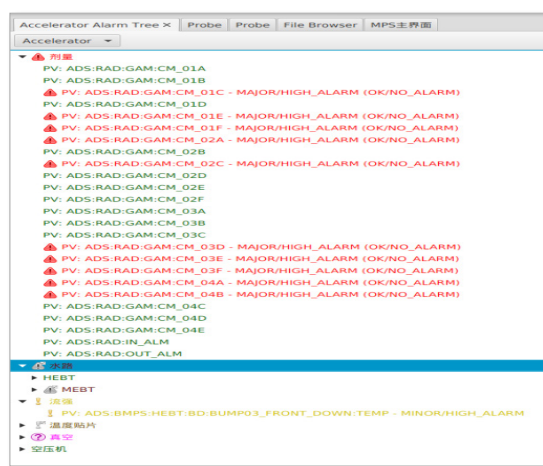 Accelerator Alarm Tree × Probe Probe File Browser MPS主界面
Accelerator
剂量
PV: ADS:RAD:GAM:CM_01A
PV: ADS:RAD:GAM:CM_01B
PV: ADS:RAD:GAM:CM_01C - MAJOR/HIGH_ALARM (OK/NO_ALARM)
PV: ADS:RAD:GAM:CM_01D
PV: ADS:RAD:GAM:CM_01E - MAJOR/HIGH_ALARM (OK/NO_ALARM)
PV: ADS:RAD:GAM:CM_01F - MAJOR/HIGH_ALARM (OK/NO_ALARM)
PV: ADS:RAD:GAM:CM_02A - MAJOR/HIGH_ALARM (OK/NO_ALARM)
PV: ADS:RAD:GAM:CM_02B
PV: ADS:RAD:GAM:CM_02C - MAJOR/HIGH_ALARM (OK/NO_ALARM)
PV: ADS:RAD:GAM:CM_02D
PV: ADS:RAD:GAM:CM_02E
PV: ADS:RAD:GAM:CM_02F
PV: ADS:RAD:GAM:CM_03A
PV: ADS:RAD:GAM:CM_03B
PV: ADS:RAD:GAM:CM_03C
PV: ADS:RAD:GAM:CM_03D - MAJOR/HIGH_ALARM (OK/NO_ALARM)
PV: ADS:RAD:GAM:CM_03E - MAJOR/HIGH_ALARM (OK/NO_ALARM)
PV: ADS:RAD:GAM:CM_03F - MAJOR/HIGH_ALARM (OK/NO_ALARM)
PV: ADS:RAD:GAM:CM_04A - MAJOR/HIGH_ALARM (OK/NO_ALARM)
PV: ADS:RAD:GAM:CM_04B - MAJOR/HIGH_ALARM (OK/NO_ALARM)
PV: ADS:RAD:GAM:CM_04C
PV: ADS:RAD:GAM:CM_04D
PV: ADS:RAD:GAM:CM_04E
PV: ADS:RAD:IN_ALM
PV: ADS:RAD:OUT_ALM
HEBT
MEBT
流强
PV: ADS:BMPS:HEBT:BD:BUMP03_FRONT_DOWN:TEMP - MINOR/HIGH_ALARM
温度贴片
真空
空压机